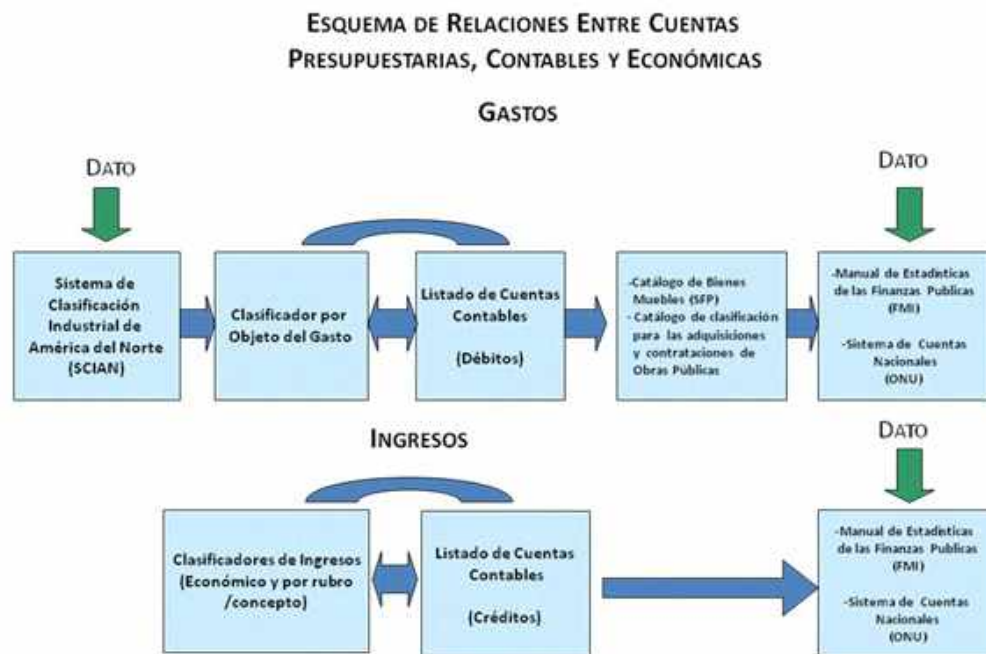 ESQUEMA DE RELACIONES ENTRE CUENTAS
PRESUPUESTARIAS, CONTABLES Y ECONÓMICAS
GASTOS
DATO
DATO
Sistema de
Clasificación
Industrial de
América del Norte
(SCIAN)
Clasificador por
Objeto del Gasto
Listado de Cuentas
Contables
(Débitos)
-Catálogo de Bienes
Muebles (SFP)
- Catálogo de clasificación
para las adquisiciones
y contrataciones de
Obras Públicas
-Manual de Estadísticas
de las Finanzas Publicas
(FMI)
-Sistema de Cuentas
Nacionales
(ONU)
INGRESOS
DATO
Clasificadores de Ingresos
(Económico y por rubro
/concepto)
Listado de Cuentas
Contables
(Créditos)
-Manual de Estadísticas
de las Finanzas Publicas
(FMI)
-Sistema de Cuentas
Nacionales
(ONU)